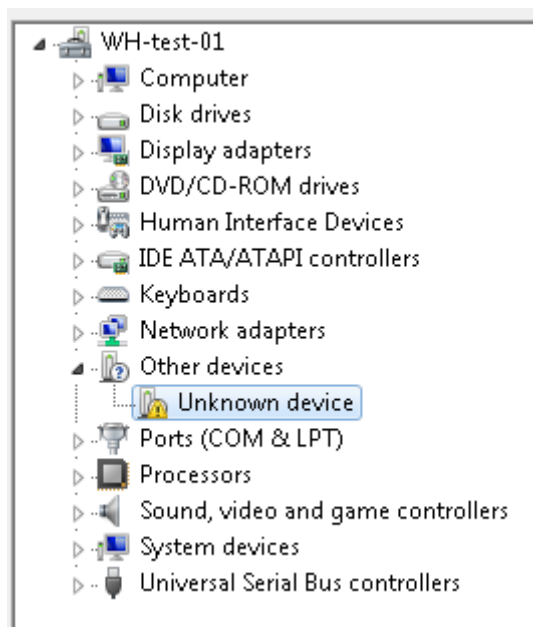 WH-test-01
Computer
Disk drives
Display adapters
DVD/CD-ROM drives
Human Interface Devices
IDE ATA/ATAPI controllers
Keyboards
Network adapters
Other devices
Unknown device
Ports (COM & LPT)
Processors
Sound, video and game controllers
System devices
Universal Serial Bus controllers